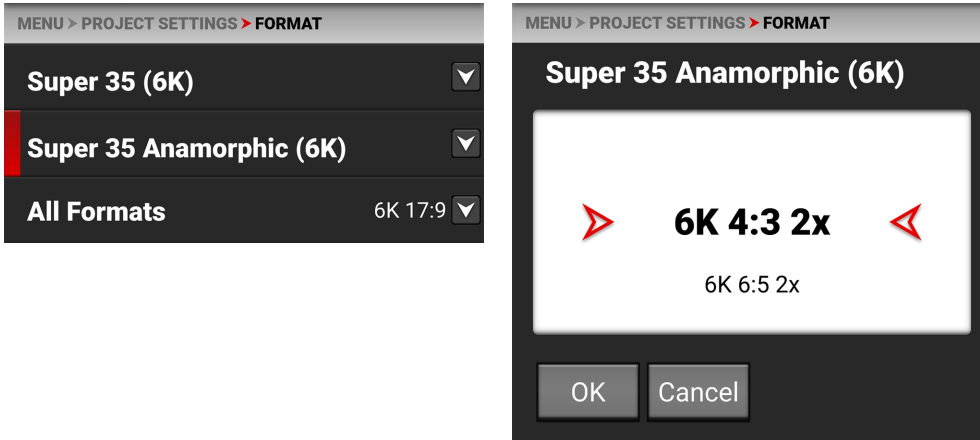 MENU > PROJECT SETTINGS > FORMAT
Super 35 (6K)
Super 35 Anamorphic (6K)
All Formats 6K 17:9
MENU > PROJECT SETTINGS > FORMAT
Super 35 Anamorphic (6K)
6K 4:3 2x
6K 6:5 2x
OK Cancel